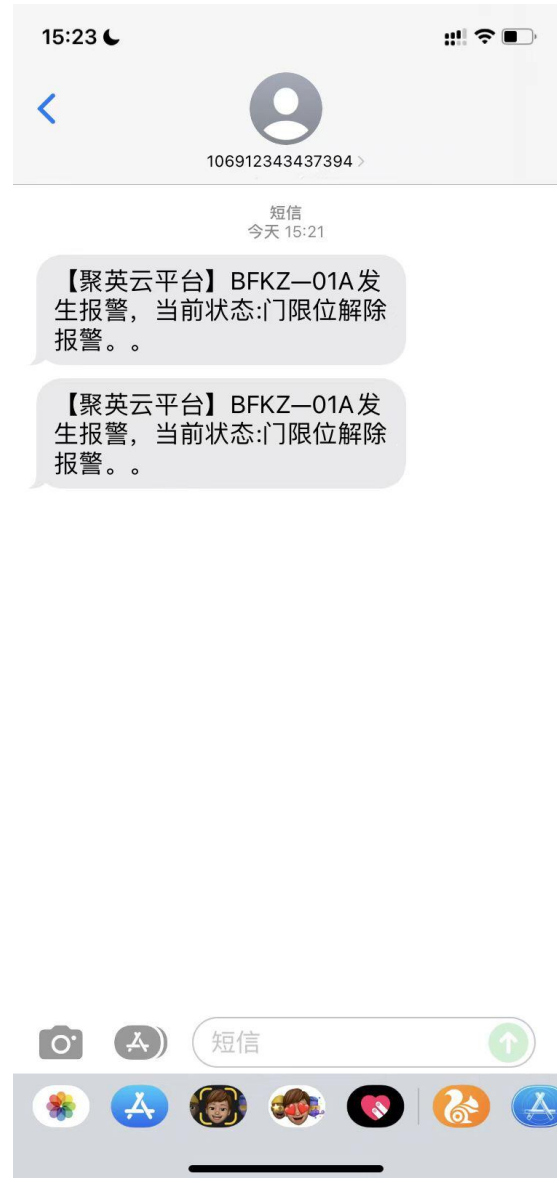 15:23
106912343437394
短信
今天 15:21
【聚英云平台】BFKZ—01A发
生报警，当前状态:门限位解除
报警。。
【聚英云平台】BFKZ—01A发
生报警，当前状态:门限位解除
报警。。
短信